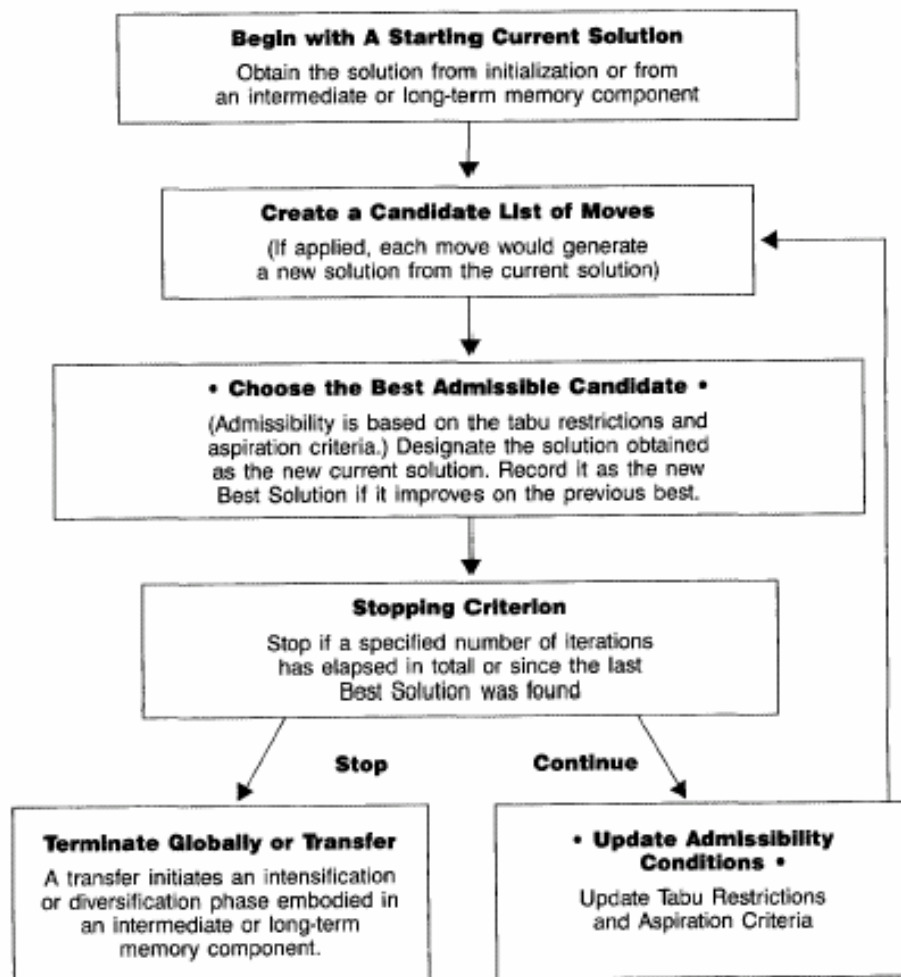 Begin with A Starting Current Solution
Obtain the solution from initialization or from
an intermediate or long-term memory component
Create a Candidate List of Moves
(If applied, each move would generate
a new solution from the current solution)
• Choose the Best Admissible Candidate •
(Admissibility is based on the tabu restrictions and
aspiration criteria.) Designate the solution obtained
as the new current solution. Record it as the new
Best Solution if it improves on the previous best.
Stopping Criterion
Stop if a specified number of iterations
has elapsed in totall or since the last
Best Solution was found
Stop
Continue
Terminate Globally or Transfer
A transfer initiates an intensification
or diversification phase embodied in
an intermediate or long-term
memory component.
• Update Admissibility
Conditions •
Update Tabu Restrictions
and Aspiration Criteria